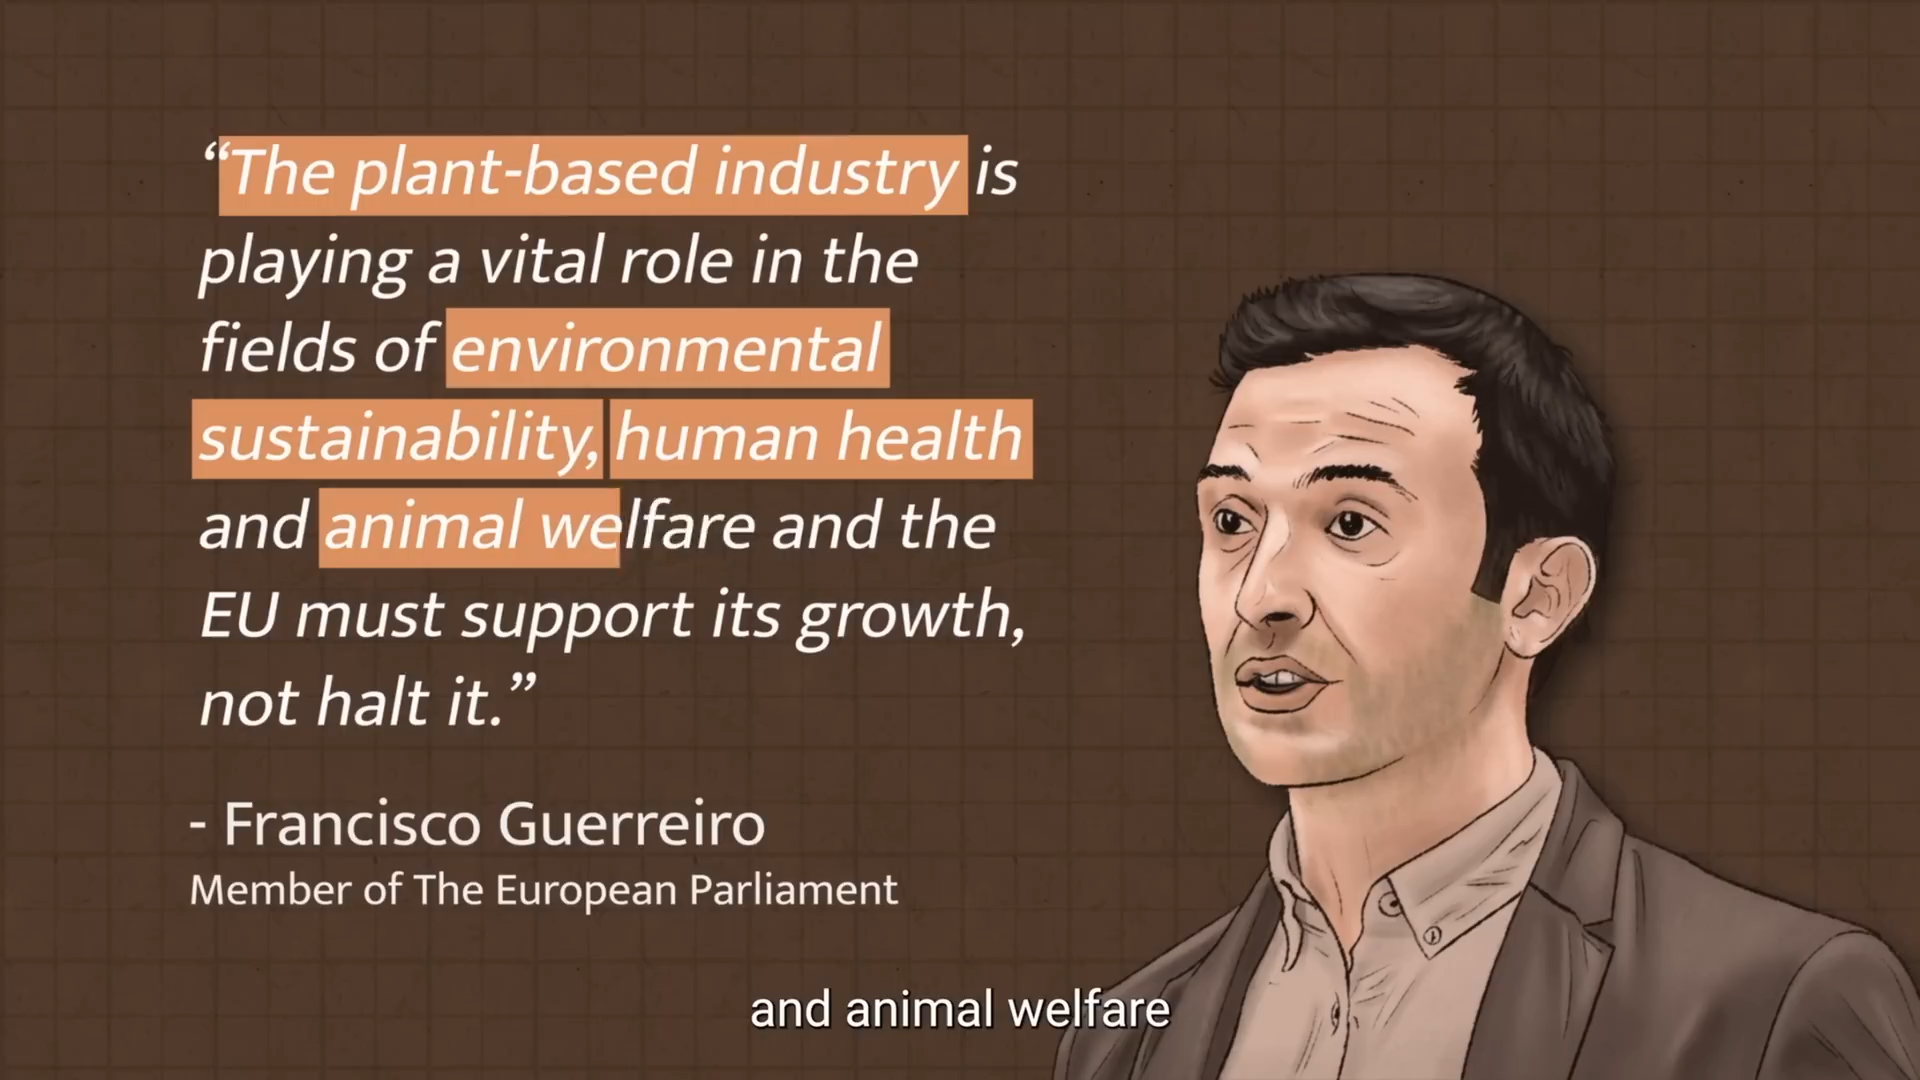 “The plant-based industry is
playing a vital role in the
fields of environmental
sustainability, human health
and animal welfare and the
EU must support its growth,
not halt it.”
- Francisco Guerreiro
Member of The European Parliament
and animal welfare